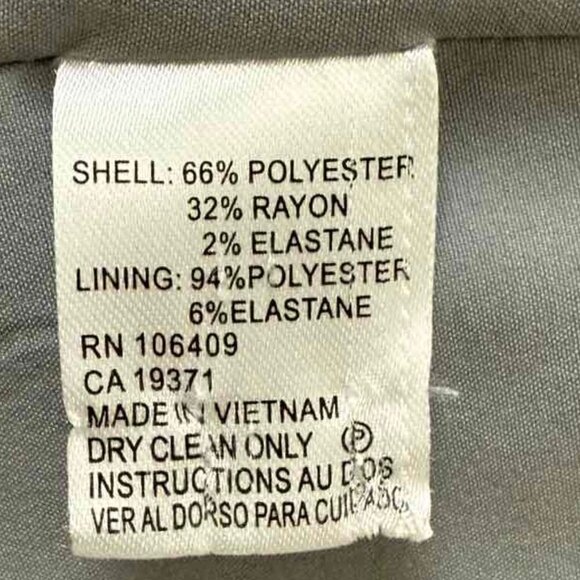 SHELL: 66% POLYESTER
32% RAYON
2% ELASTANE
LINING: 94%POLYESTER
6%ELASTANE
RN 106409
CA 19371
MADE IN VIETNAM
DRY CLEAN ONLY Ⓟ
INSTRUCTIONS AU DOS
VER AL DORSO PARA CUIDADO